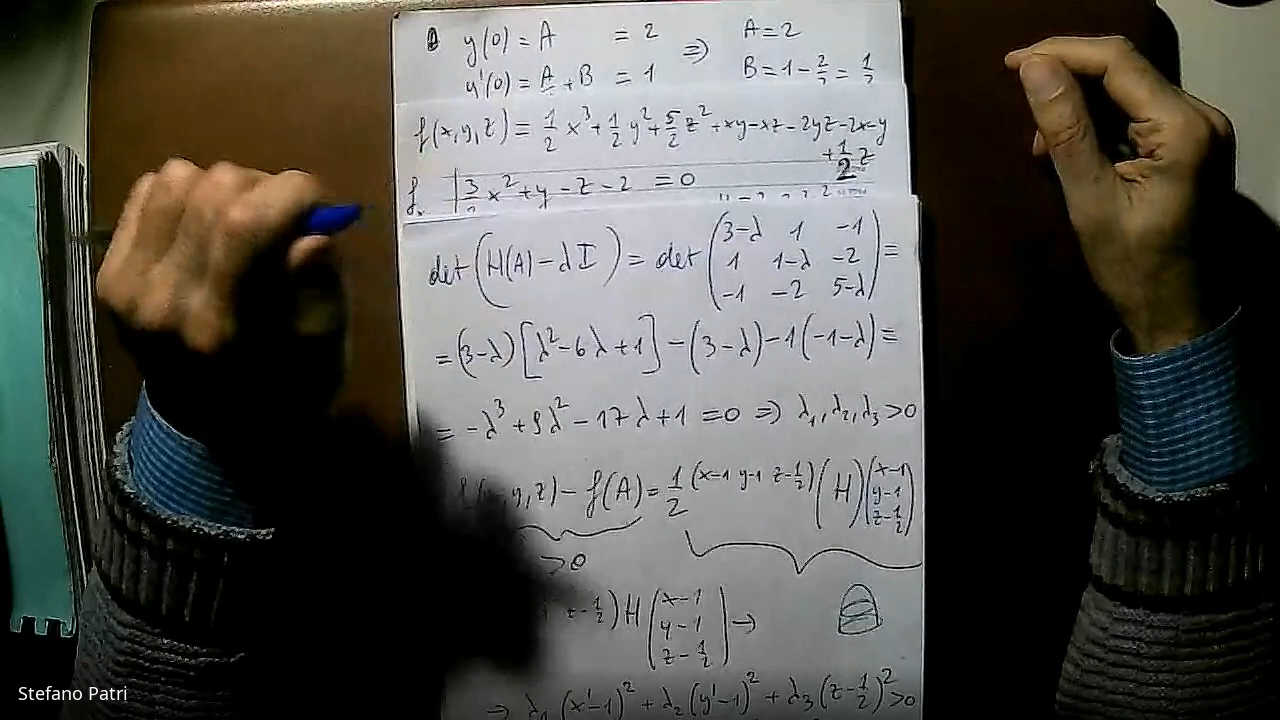 y(0) = A = 2 ⇒ A = 2
y'(0) = A/ + B = 1 B = 1 - 2/2 = 1/2
f(x,y,z) = 1/2 x³ + 1/2 y² + 5/2 z² + xy - xz - 2yz - 2x - y
+ 1/2 z
fₓ | 3/2 x² + y - z - 2 = 0
det(H(A) - λI) = det ( 3-λ 1 -1
1 1-λ -2
-1 -2 5-λ ) =
= (3-λ)[λ² - 6λ + 1] - (3-λ) - 1(-1-λ) =
= -λ³ + 9λ² - 17λ + 1 = 0 ⇒ λ₁, λ₂, λ₃ > 0
y, z) - f(A) = 1/2 (x-1 y-1 z-1/2)(H)(x-1
y-1
z-1/2)
>0
z-1/2) H (x-1
y-1
z-1/2) →
⇒ λ₁(x'-1)² + λ₂(y'-1)² + λ₃(z-1/2)² > 0
Stefano Patri